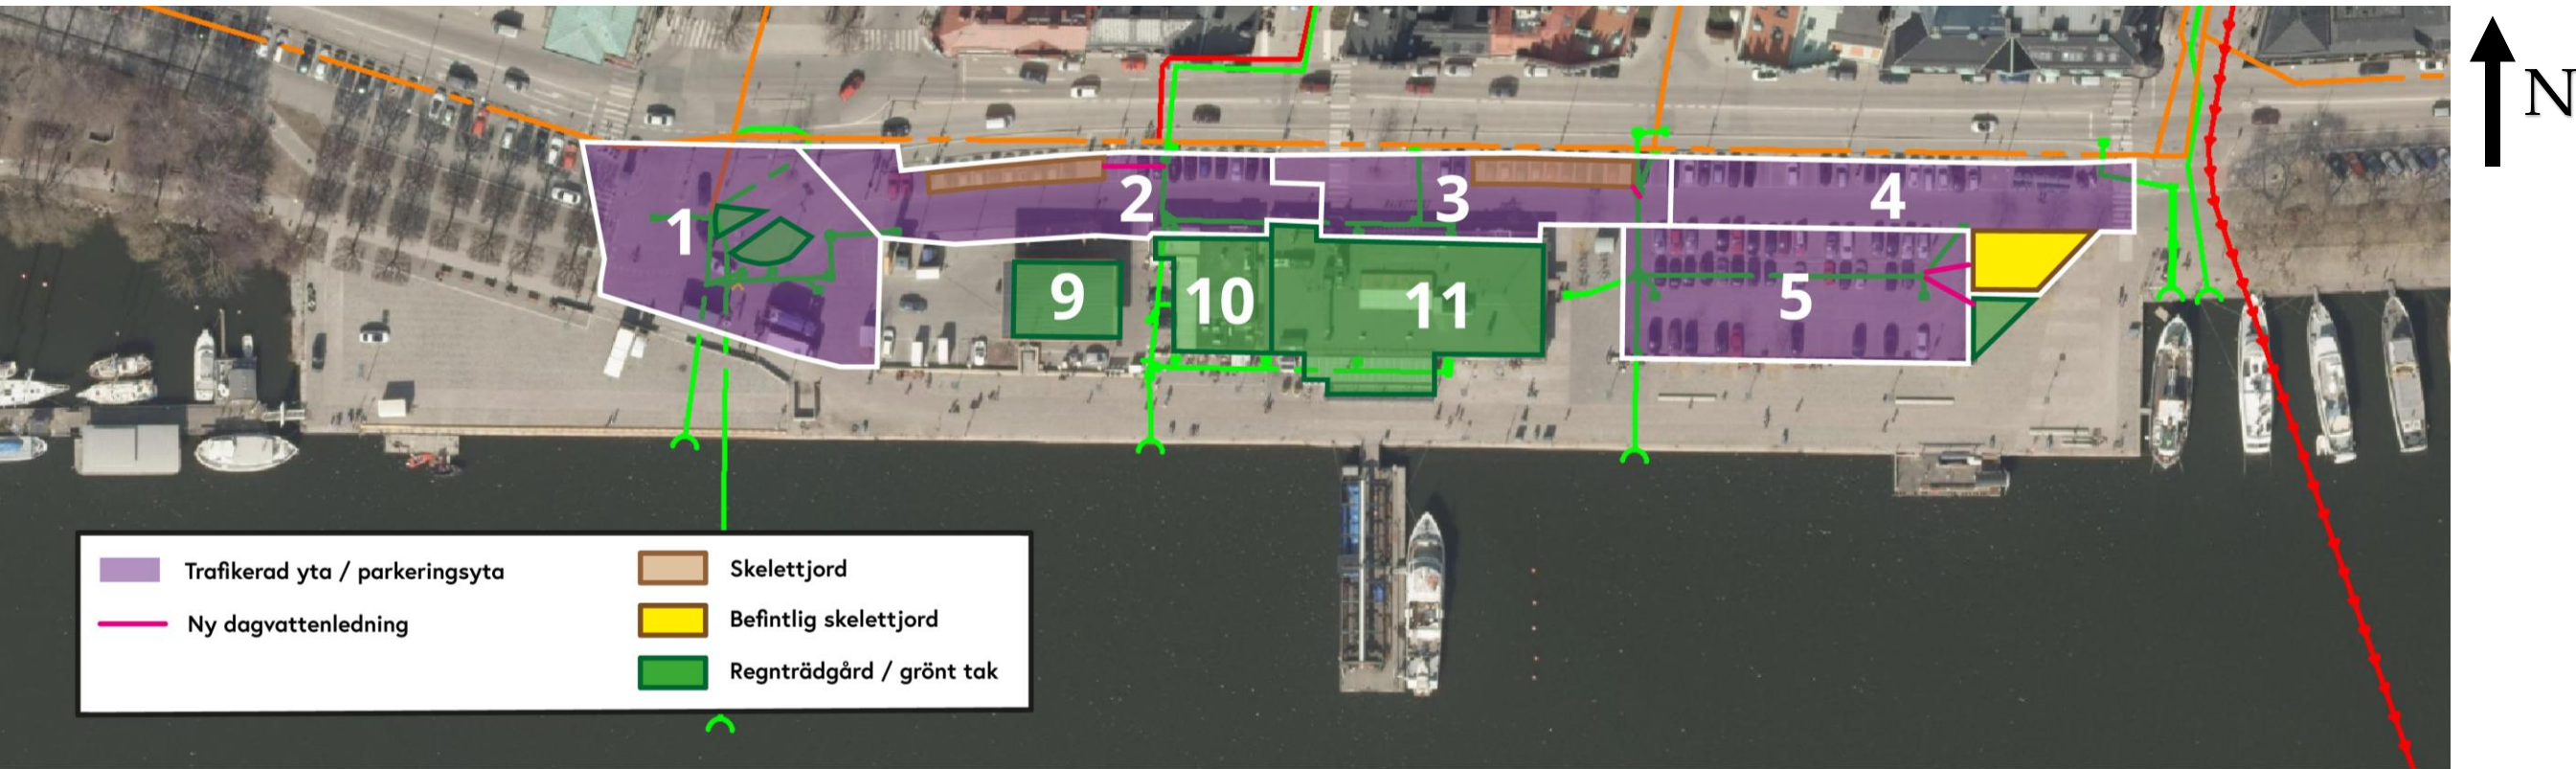 N
1
2
3
4
5
9
10
11
Trafikerad yta / parkeringsyta
Ny dagvattenledning
Skelettjord
Befintlig skelettjord
Regnträdgård / grönt tak